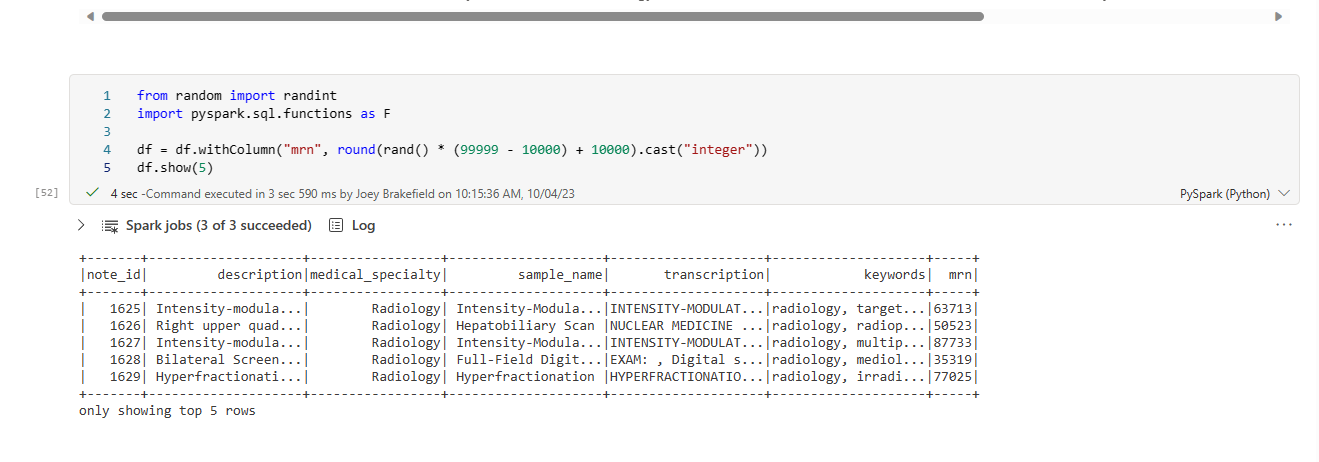 1 from random import randint
2 import pyspark.sql.functions as F
3
4 df = df.withColumn("mrn", round(rand() * (99999 - 10000) + 10000).cast("integer"))
5 df.show(5)
[52] 4 sec -Command executed in 3 sec 590 ms by Joey Brakefield on 10:15:36 AM, 10/04/23 PySpark (Python)
Spark jobs (3 of 3 succeeded) Log ...
+-------+--------------------+-----------------+--------------------+--------------------+--------------------+-----+
|note_id|         description|medical_specialty|         sample_name|       transcription|            keywords|  mrn|
+-------+--------------------+-----------------+--------------------+--------------------+--------------------+-----+
|   1625| Intensity-modula...|        Radiology| Intensity-Modula...|INTENSITY-MODULAT...|radiology, target...|63713|
|   1626| Right upper quad...|        Radiology| Hepatobiliary Scan |NUCLEAR MEDICINE ...|radiology, radiop...|50523|
|   1627| Intensity-modula...|        Radiology| Intensity-Modula...|INTENSITY-MODULAT...|radiology, multip...|87733|
|   1628| Bilateral Screen...|        Radiology| Full-Field Digit...|EXAM: , Digital s...|radiology, mediol...|35319|
|   1629| Hyperfractionati...|        Radiology| Hyperfractionation |HYPERFRACTIONATIO...|radiology, irradi...|77025|
+-------+--------------------+-----------------+--------------------+--------------------+--------------------+-----+
only showing top 5 rows